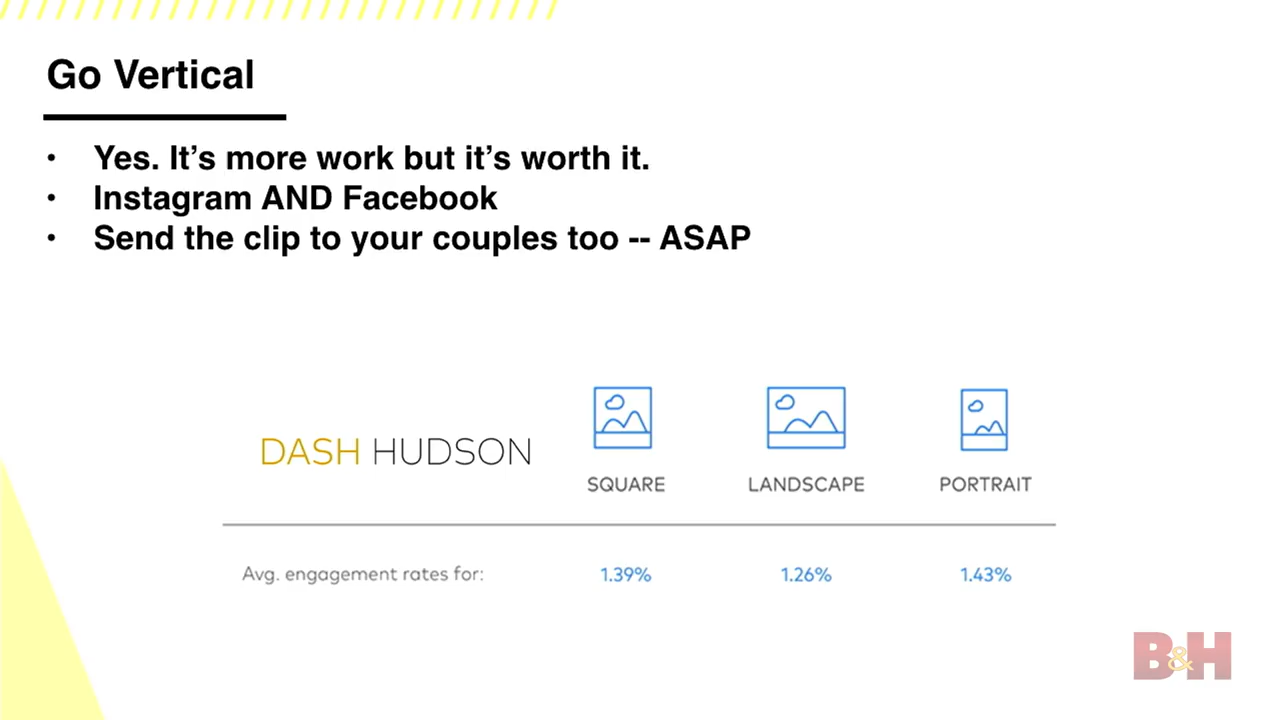 Go Vertical
• Yes. It’s more work but it’s worth it.
• Instagram AND Facebook
• Send the clip to your couples too -- ASAP
DASH HUDSON
SQUARE LANDSCAPE PORTRAIT
Avg. engagement rates for: 1.39% 1.26% 1.43%
B&H